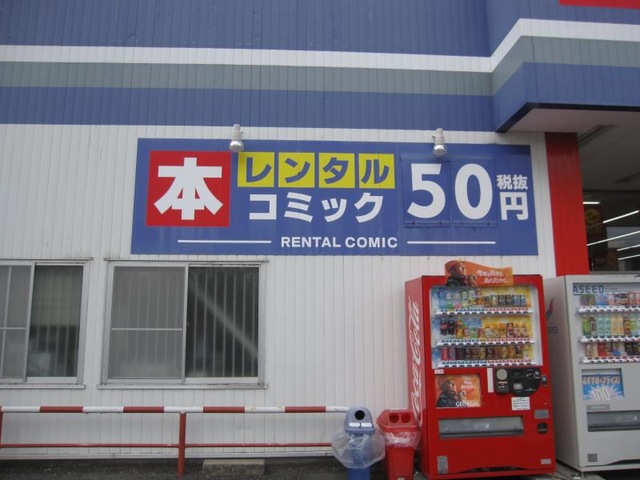 本
レンタル
コミック
50
税抜
円
RENTAL COMIC
Coca-Cola
GEORGIA
ASEED
100